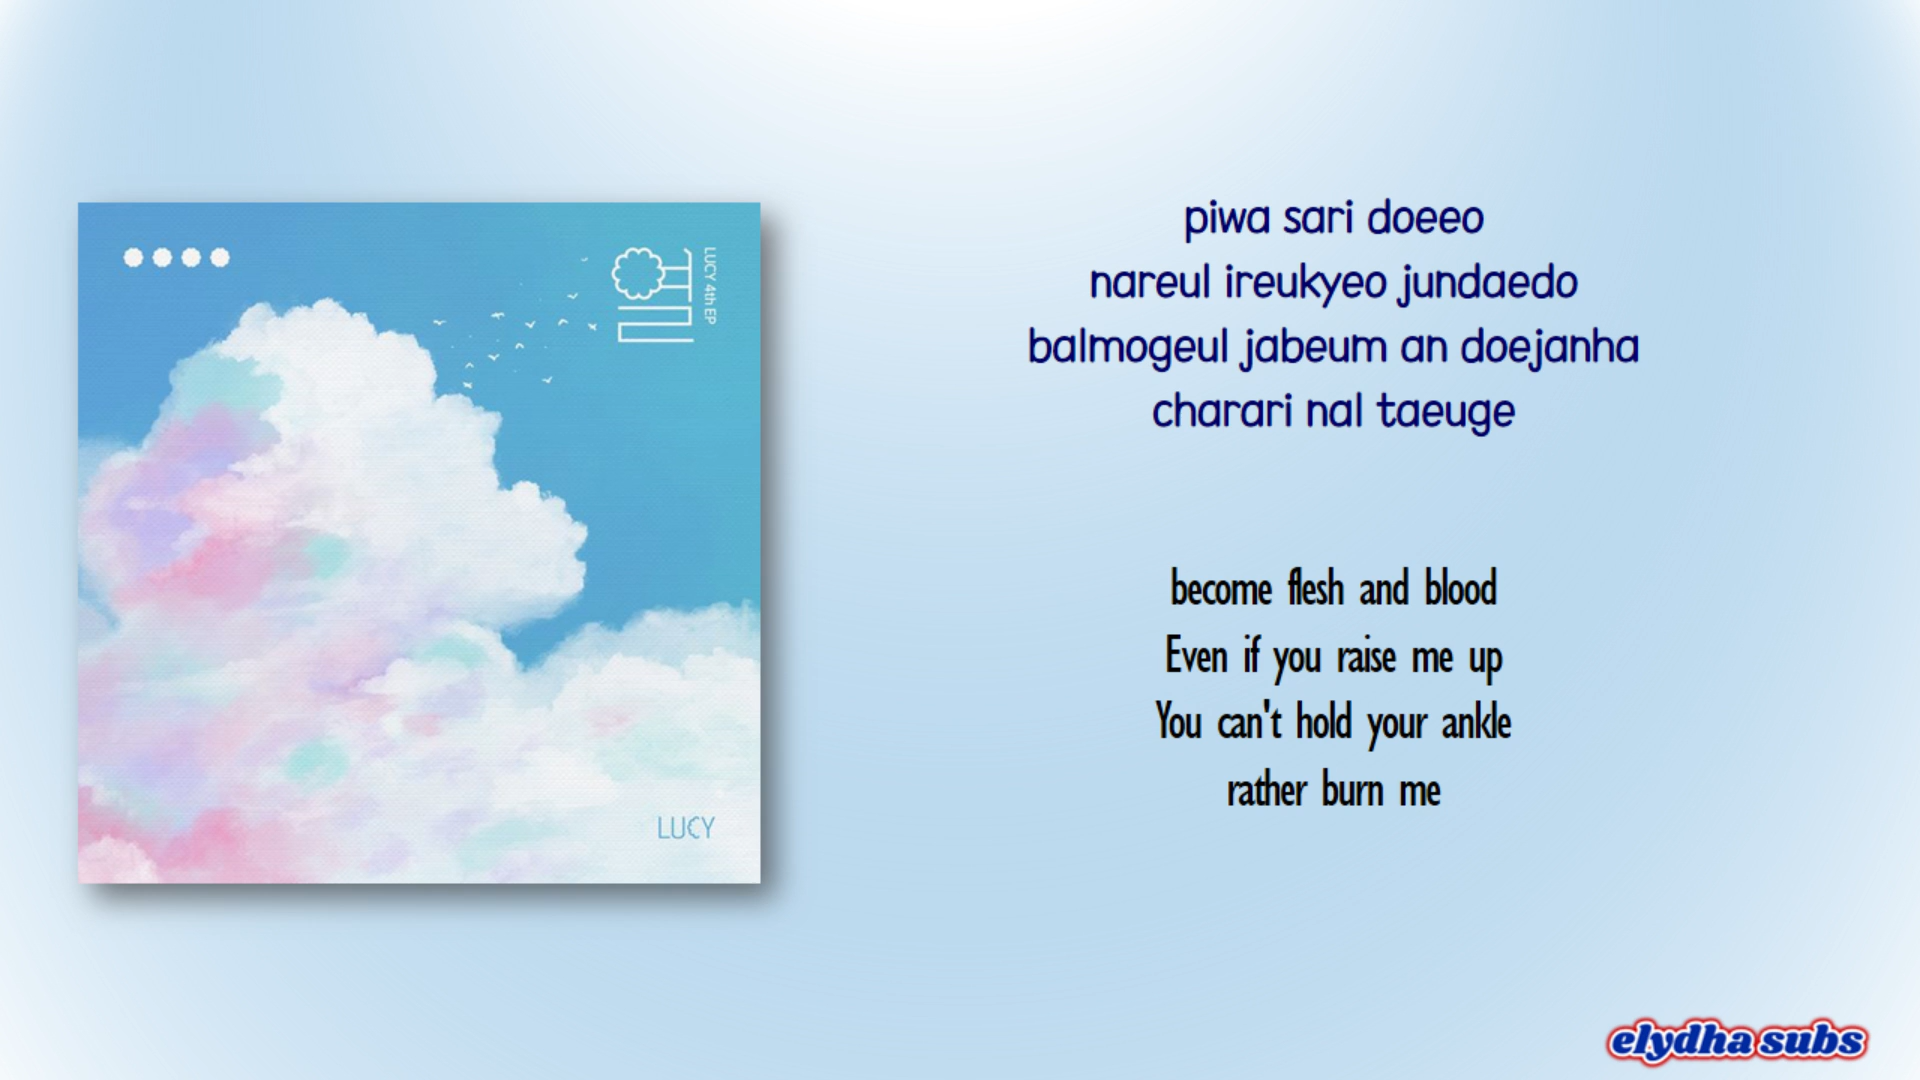 열
LUCY 4th EP
LUCY
piwa sari doeeo
nareul ireukyeo jundaedo
balmogeul jabeum an doejanha
charari nal taeuge
become flesh and blood
Even if you raise me up
You can't hold your ankle
rather burn me
elydha subs